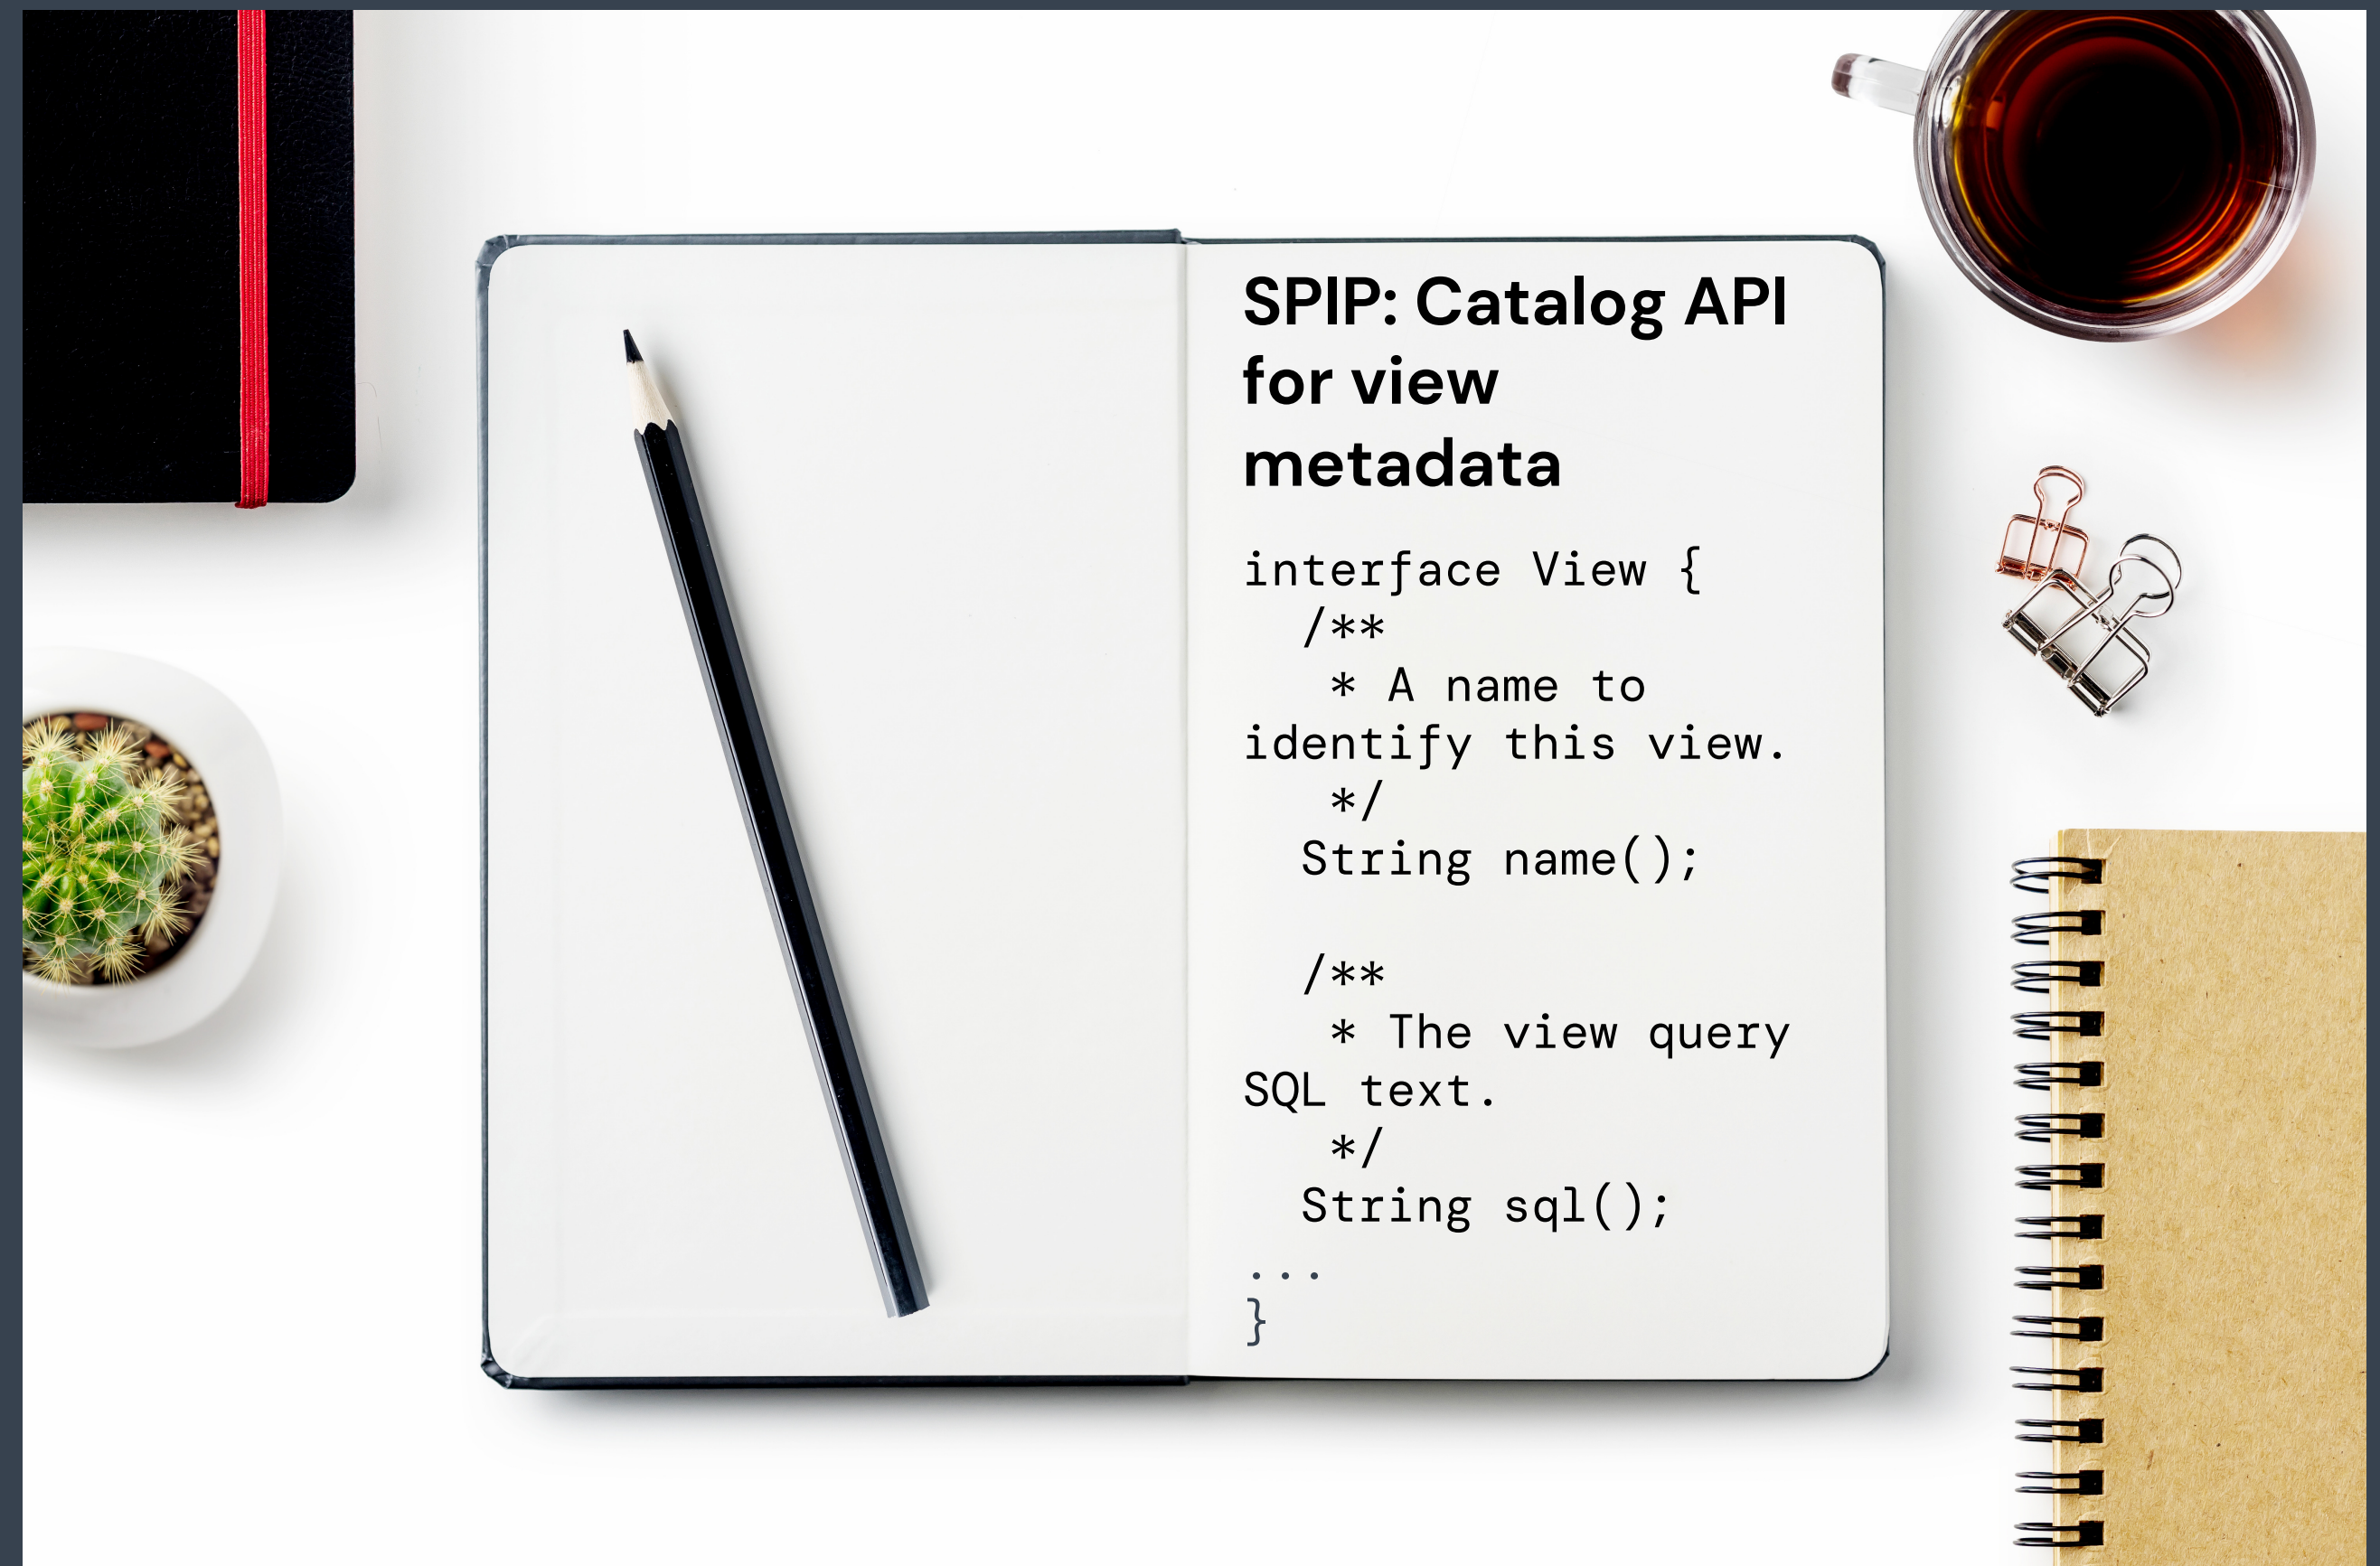 SPIP: Catalog API
for view
metadata
interface View {
  /**
   * A name to
identify this view.
   */
  String name();

  /**
   * The view query
SQL text.
   */
  String sql();
...
}